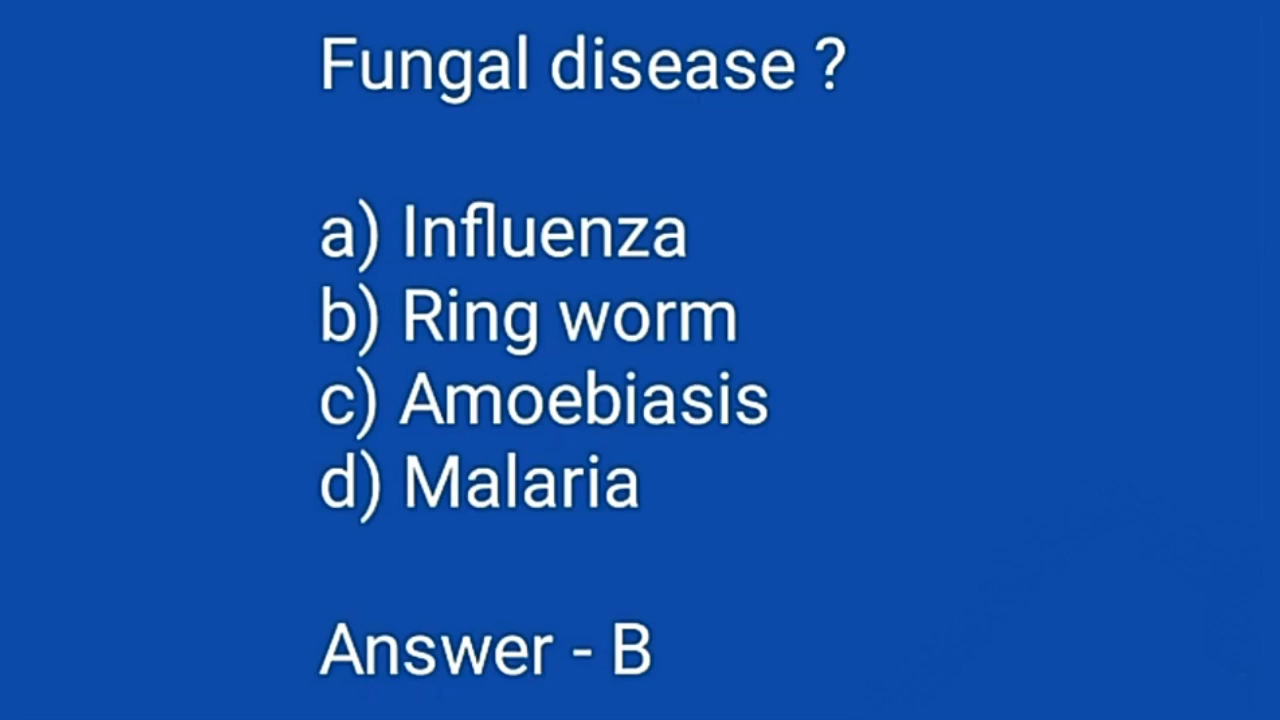 Fungal disease ?
a) Influenza
b) Ring worm
c) Amoebiasis
d) Malaria
Answer - B